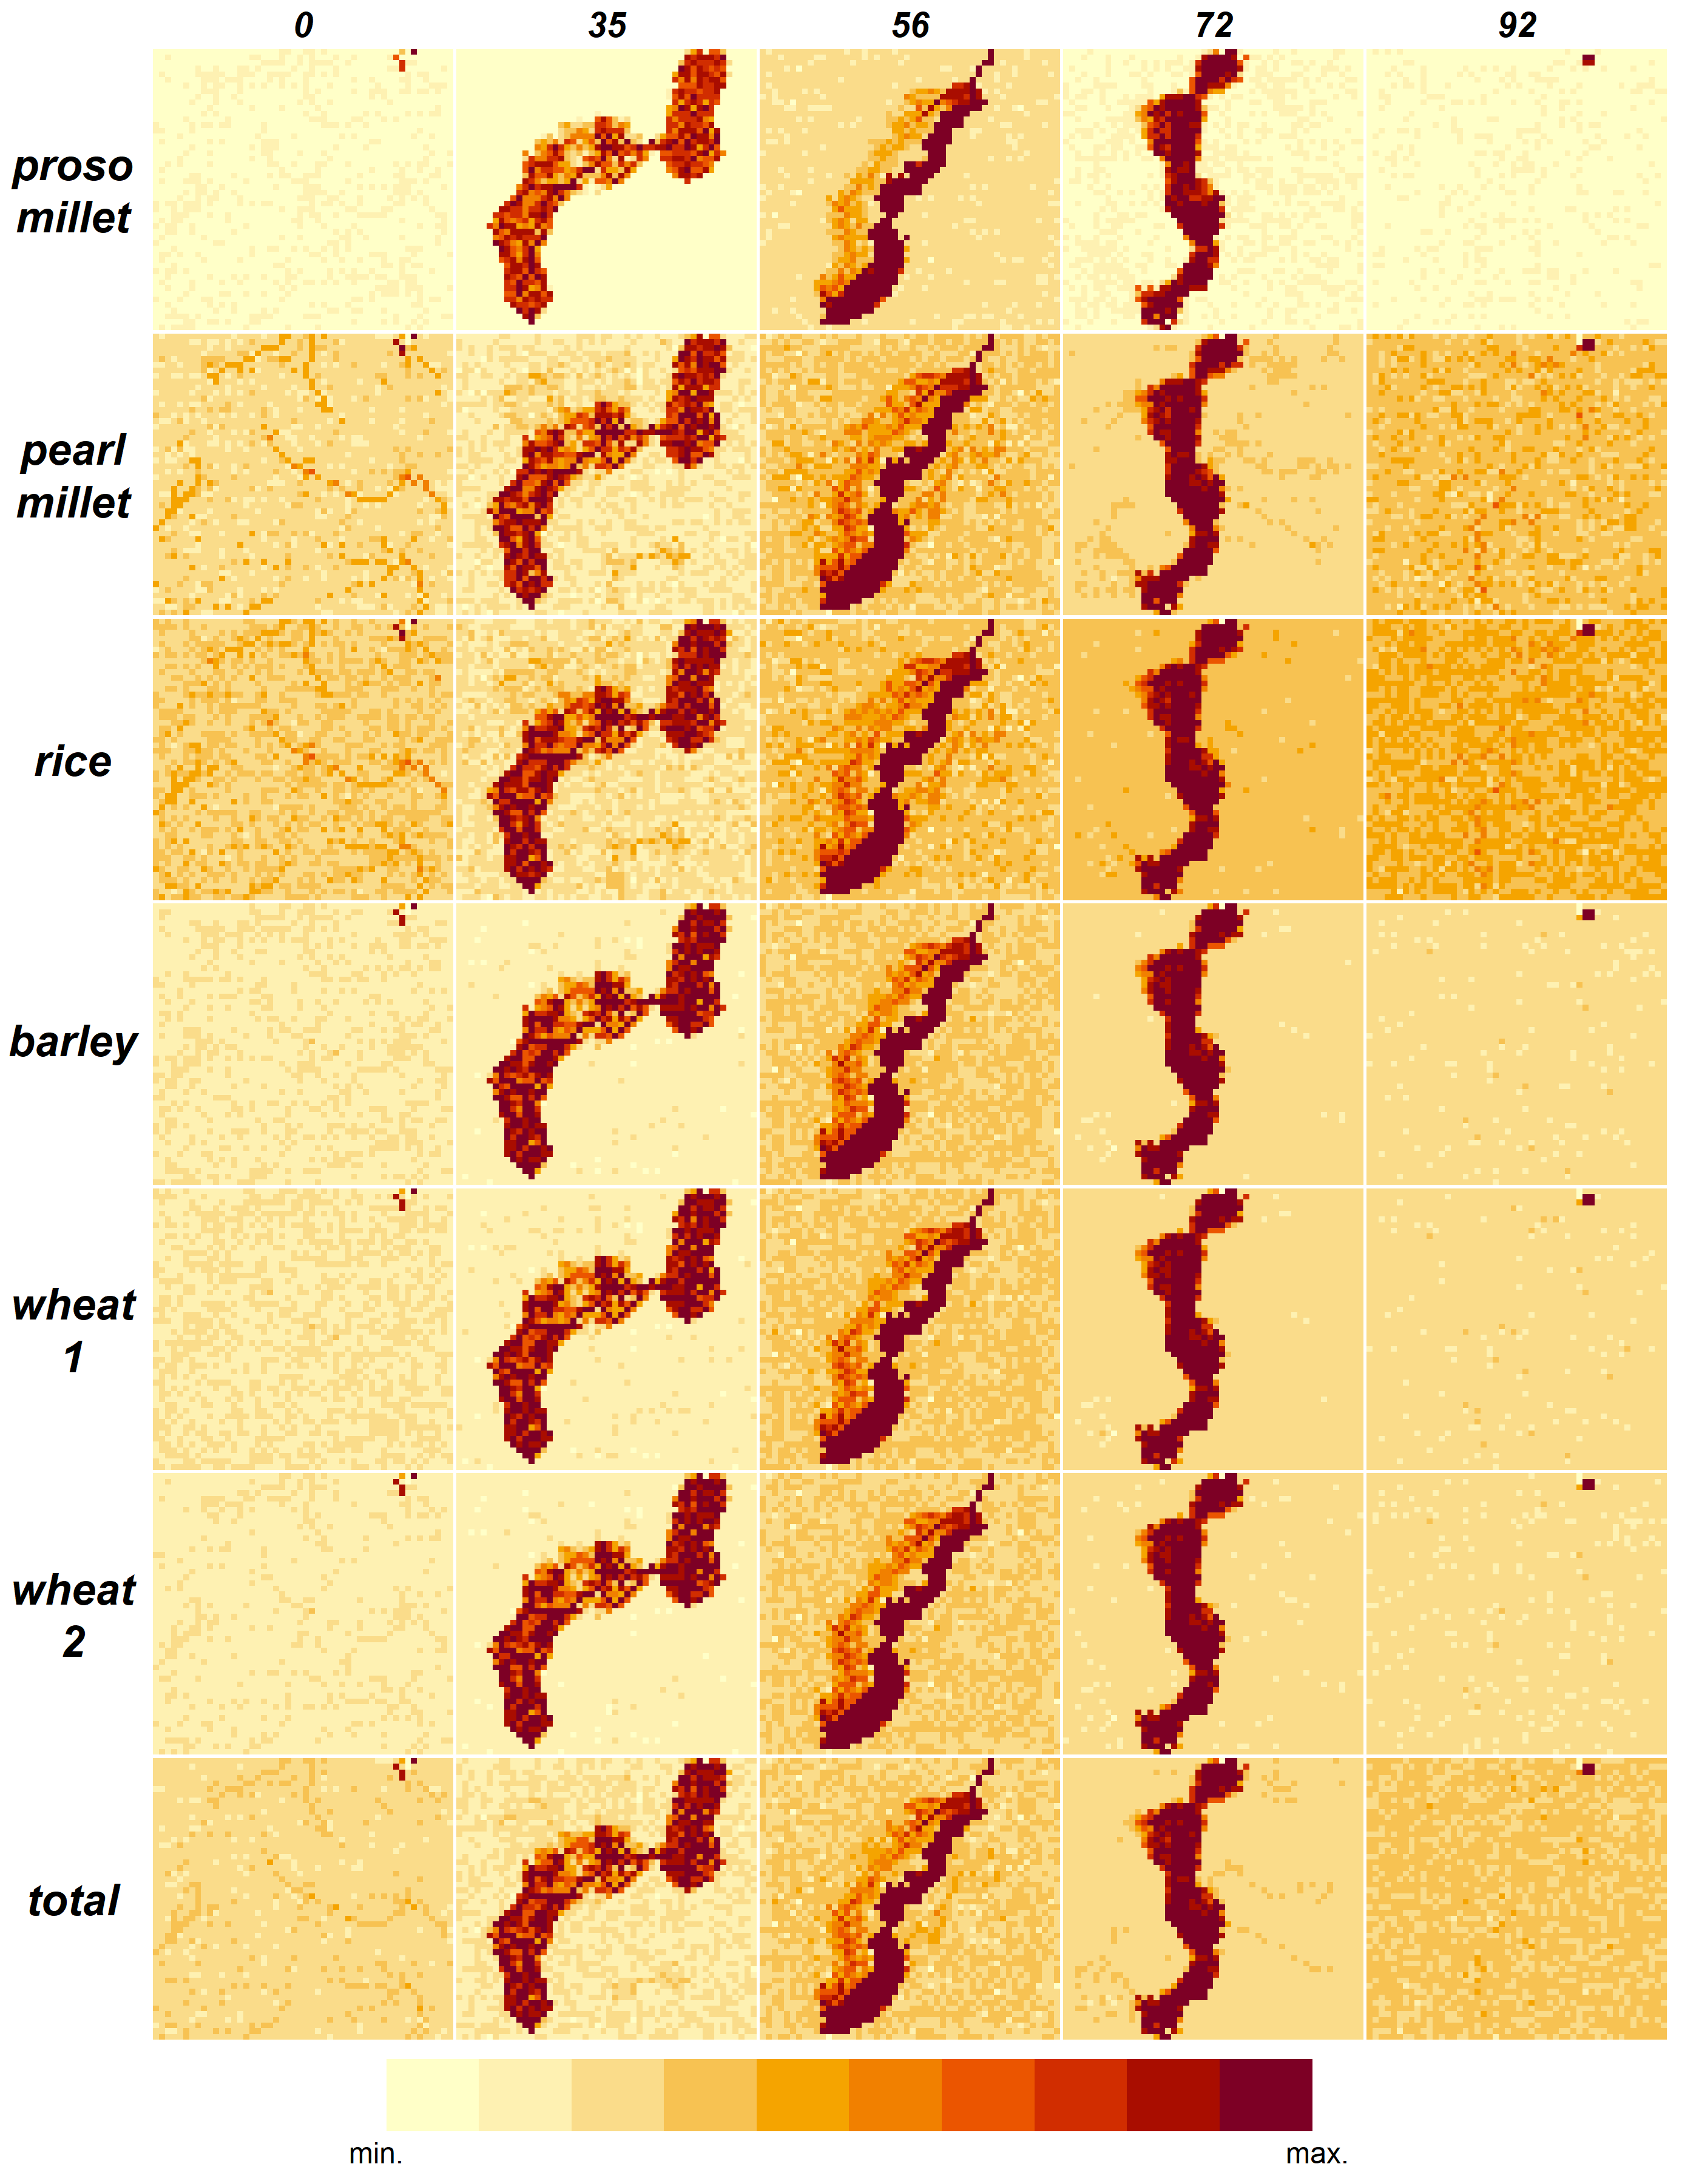 0 35 56 72 92
proso
millet
pearl
millet
rice
barley
wheat
1
wheat
2
total
min. max.